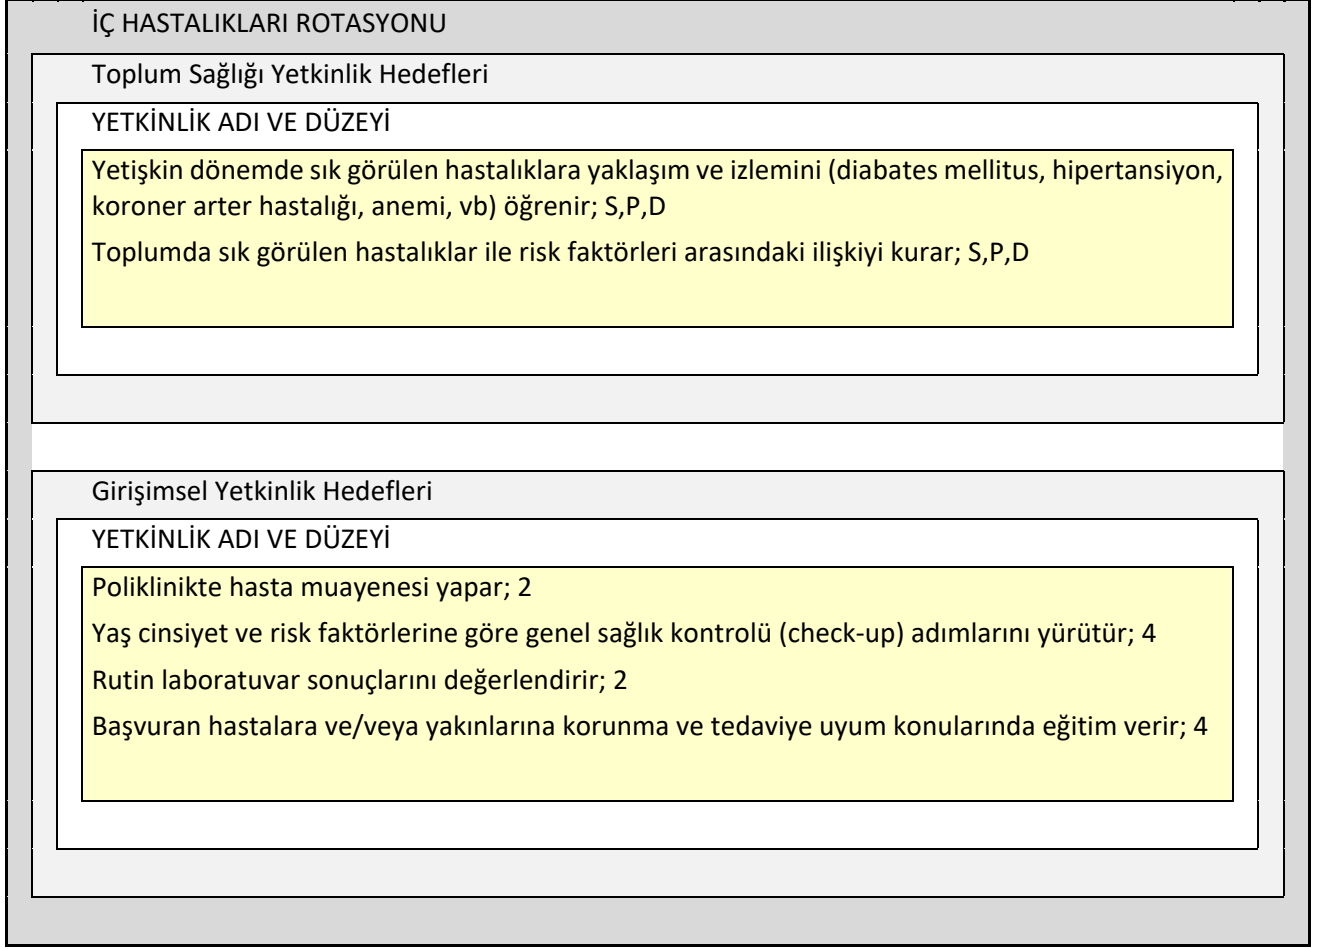 İÇ HASTALIKLARI ROTASYONU
Toplum Sağlığı Yetkinlik Hedefleri
YETKİNLİK ADI VE DÜZEYİ
Yetişkin dönemde sık görülen hastalıklara yaklaşım ve izlemini (diabates mellitus, hipertansiyon,
koroner arter hastalığı, anemi, vb) öğrenir; S,P,D
Toplumda sık görülen hastalıklar ile risk faktörleri arasındaki ilişkiyi kurar; S,P,D
Girişimsel Yetkinlik Hedefleri
YETKİNLİK ADI VE DÜZEYİ
Poliklinikte hasta muayenesi yapar; 2
Yaş cinsiyet ve risk faktörlerine göre genel sağlık kontrolü (check-up) adımlarını yürütür; 4
Rutin laboratuvar sonuçlarını değerlendirir; 2
Başvuran hastalara ve/veya yakınlarına korunma ve tedaviye uyum konularında eğitim verir; 4